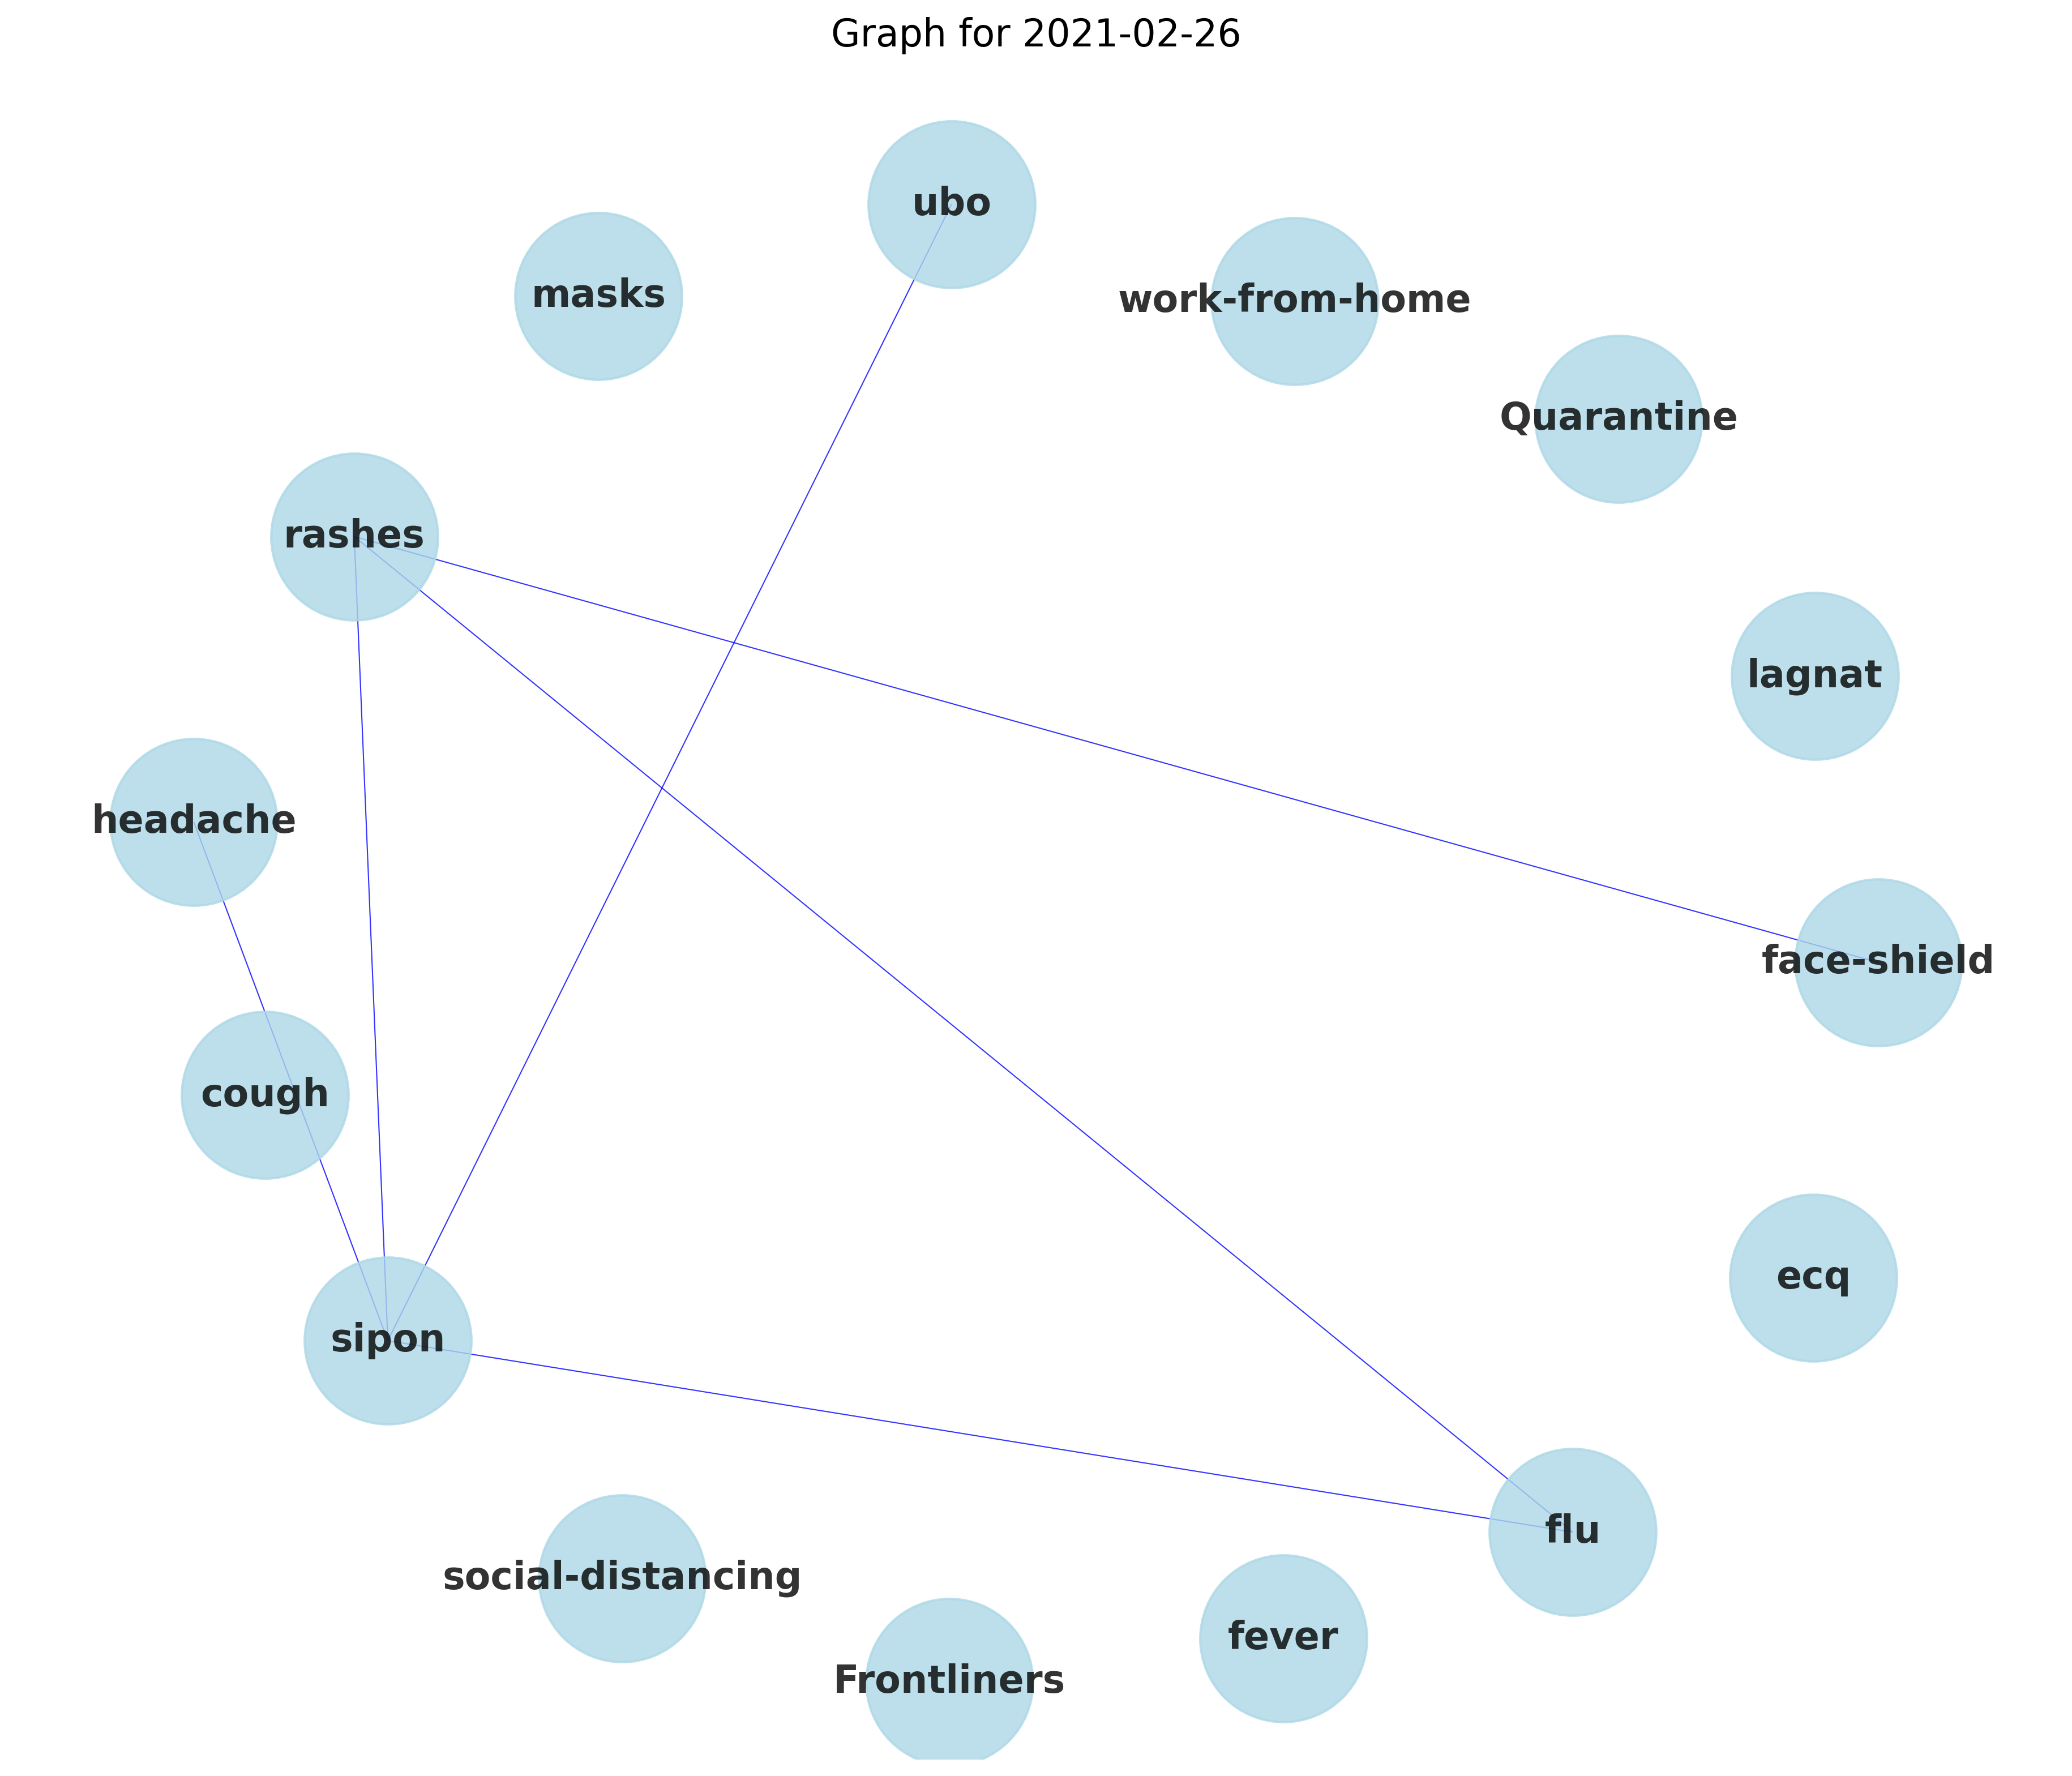 Graph for 2021-02-26
ubo
masks
work-from-home
Quarantine
rashes
lagnat
headache
face-shield
cough
ecq
sipon
flu
social-distancing
fever
Frontliners